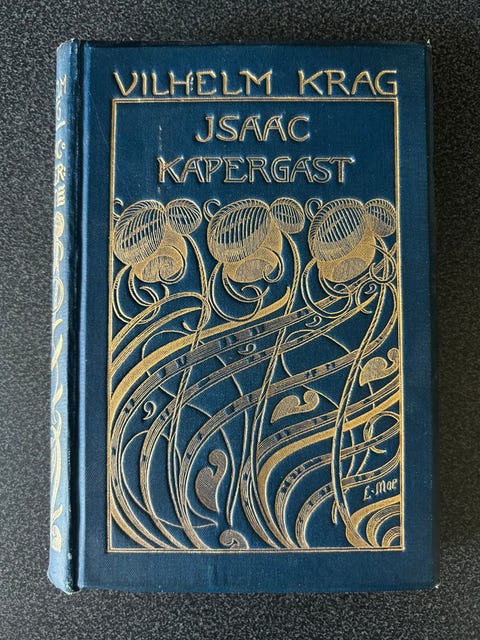 VILHELM KRAG
JSAAC
KAPERGAST
L. Moe